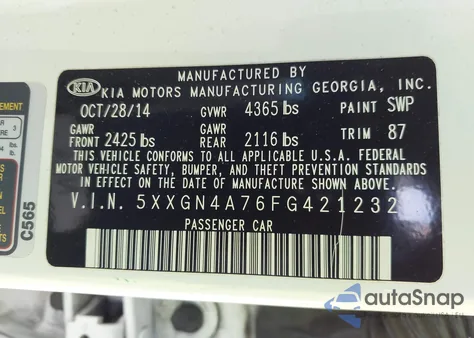 MANUFACTURED BY
KIA KIA MOTORS MANUFACTURING GEORGIA, INC.
OCT/28/14 GVWR 4365 lbs PAINT SWP
GAWR GAWR
FRONT 2425 lbs REAR 2116 lbs TRIM 87
THIS VEHICLE CONFORMS TO ALL APPLICABLE U.S.A. FEDERAL
MOTOR VEHICLE SAFETY, BUMPER, AND THEFT PREVENTION STANDARDS
IN EFFECT ON THE DATE OF MANUFACTURE SHOWN ABOVE.
V.I.N. 5XXGN4A76FG421232
PASSENGER CAR
C565
autoSnap